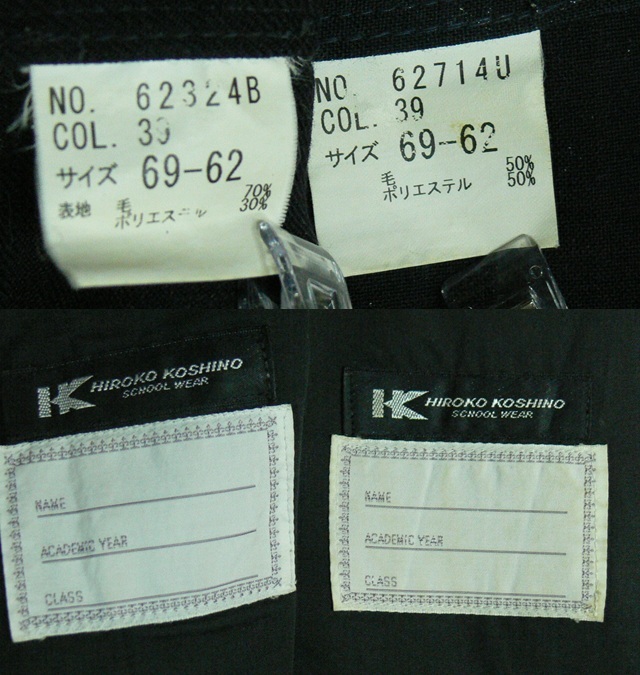 NO. 62324B
COL. 39
サイズ 69-62
表地 毛 70%
ポリエステル 30%
NO. 62714U
COL. 39
サイズ 69-62
毛 50%
ポリエステル 50%
HK HIROKO KOSHINO
SCHOOL WEAR
NAME
ACADEMIC YEAR
CLASS
HK HIROKO KOSHINO
SCHOOL WEAR
NAME
ACADEMIC YEAR
CLASS